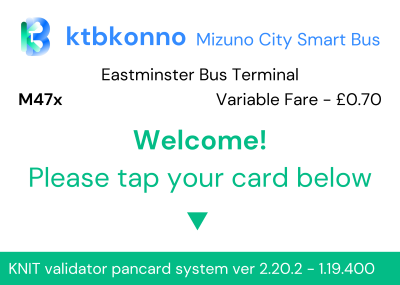 ktbkonno Mizuno City Smart Bus
Eastminster Bus Terminal
M47x Variable Fare - £0.70
Welcome!
Please tap your card below
KNIT validator pancard system ver 2.20.2 - 1.19.400